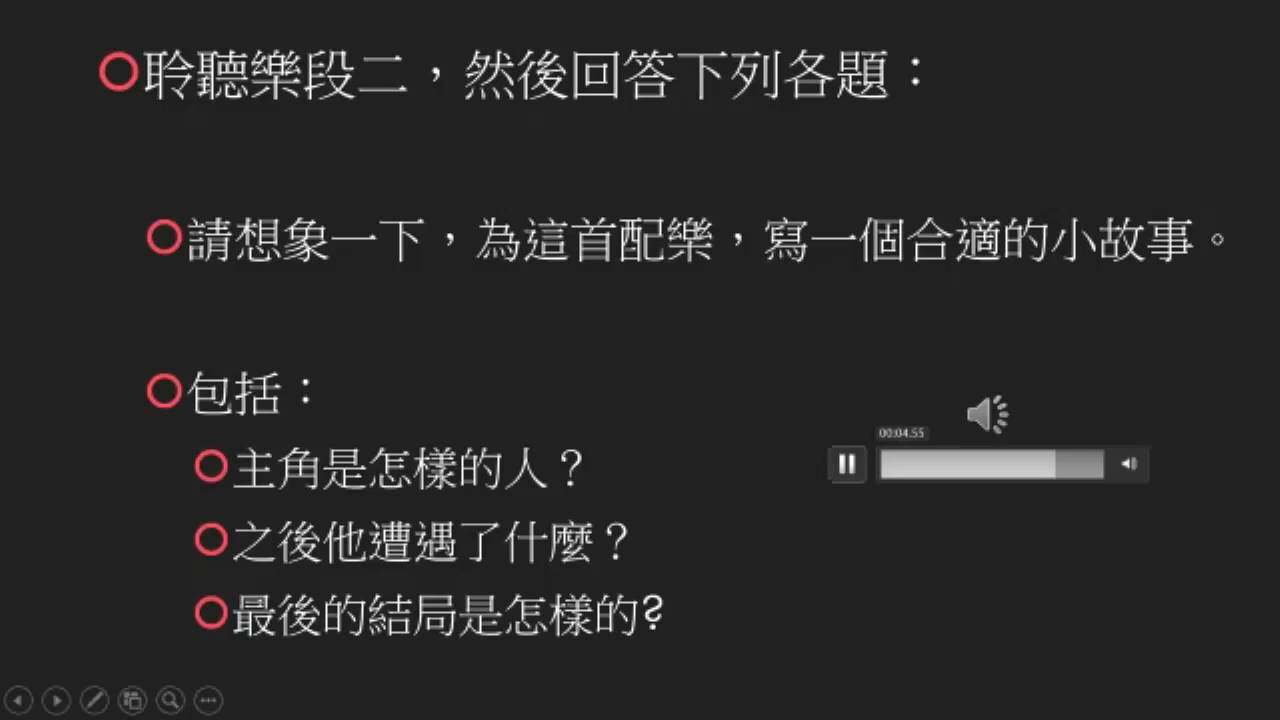 聆聽樂段二，然後回答下列各題：
請想象一下，為這首配樂，寫一個合適的小故事。
包括：
00:04.55
主角是怎樣的人？
之後他遭遇了什麼？
最後的結局是怎樣的?